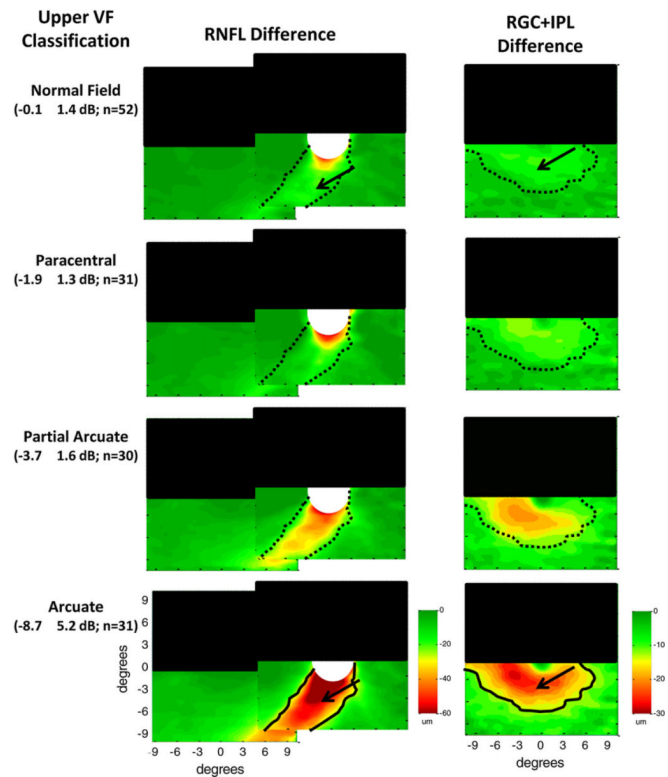 Upper VF
Classification
RNFL Difference
RGC+IPL
Difference
Normal Field
(-0.1 1.4 dB; n=52)
Paracentral
(-1.9 1.3 dB; n=31)
Partial Arcuate
(-3.7 1.6 dB; n=30)
Arcuate
(-8.7 5.2 dB; n=31)
degrees
9
6
3
0
-3
-6
-9
-9 -6 -3 0 3 6 9
degrees
0
-20
-40
-60
um
-9 -6 -3 0 3 6 9
degrees
0
-10
-20
-30
um